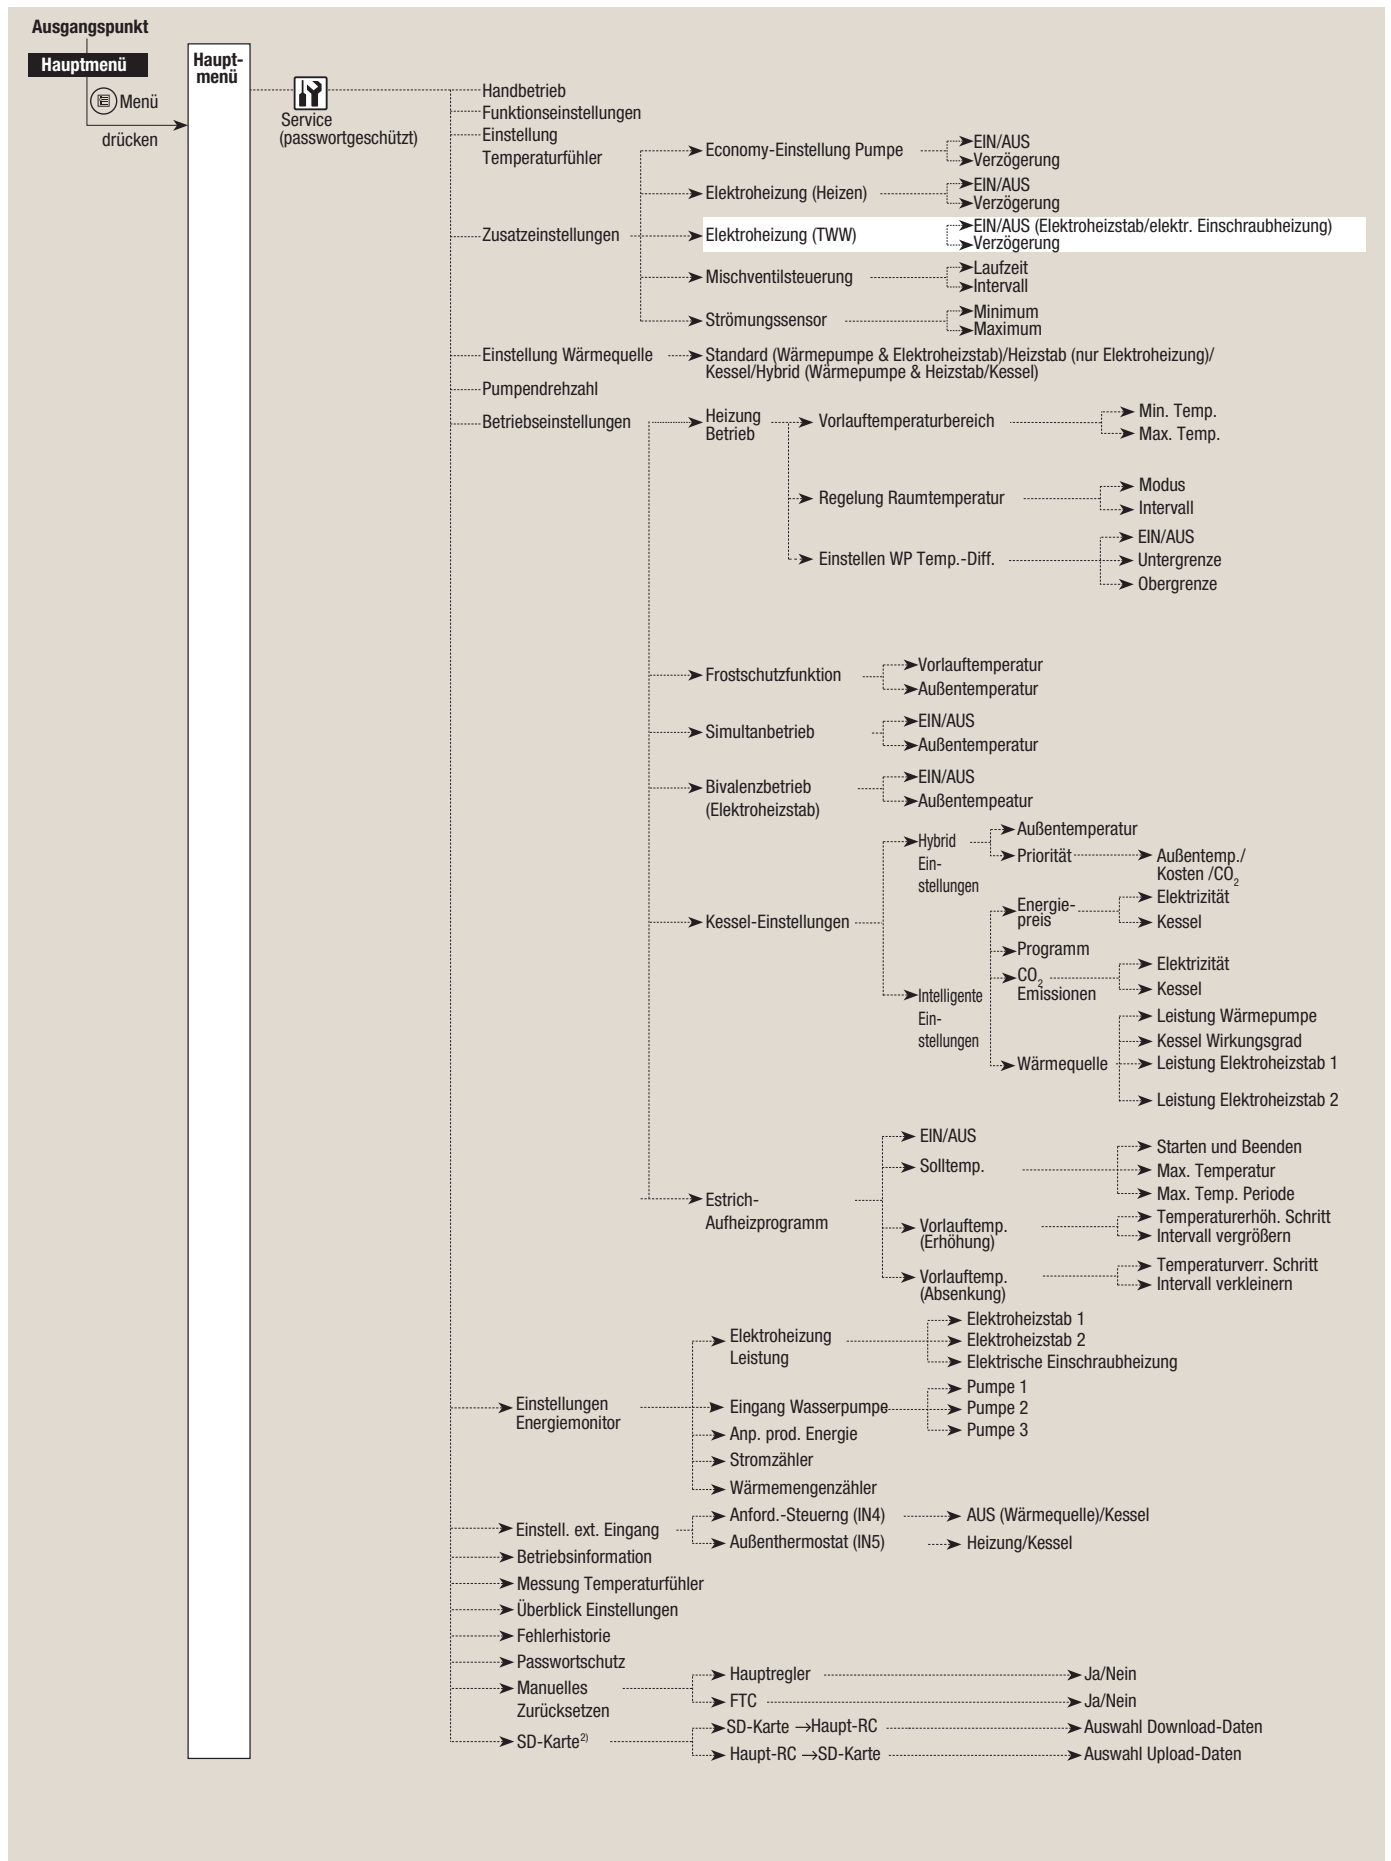 Ausgangspunkt
Hauptmenü
Menü
drücken
Haupt-
menü
Service
(passwortgeschützt)
Handbetrieb
Funktionseinstellungen
Einstellung
Temperaturfühler
Zusatzeinstellungen
Economy-Einstellung Pumpe
EIN/AUS
Verzögerung
Elektroheizung (Heizen)
EIN/AUS
Verzögerung
Elektroheizung (TWW)
EIN/AUS (Elektroheizstab/elektr. Einschraubheizung)
Verzögerung
Mischventilsteuerung
Laufzeit
Intervall
Strömungssensor
Minimum
Maximum
Einstellung Wärmequelle
Standard (Wärmepumpe & Elektroheizstab)/Heizstab (nur Elektroheizung)/
Kessel/Hybrid (Wärmepumpe & Heizstab/Kessel)
Pumpendrehzahl
Betriebseinstellungen
Heizung
Betrieb
Vorlauftemperaturbereich
Min. Temp.
Max. Temp.
Regelung Raumtemperatur
Modus
Intervall
Einstellen WP Temp.-Diff.
EIN/AUS
Untergrenze
Obergrenze
Frostschutzfunktion
Vorlauftemperatur
Außentemperatur
Simultanbetrieb
EIN/AUS
Außentemperatur
Bivalenzbetrieb
(Elektroheizstab)
EIN/AUS
Außentempeatur
Kessel-Einstellungen
Hybrid
Ein-
stellungen
Außentemperatur
Priorität
Außentemp./
Kosten /CO2
Intelligente
Ein-
stellungen
Energie-
preis
Elektrizität
Kessel
Programm
CO2
Emissionen
Elektrizität
Kessel
Wärmequelle
Leistung Wärmepumpe
Kessel Wirkungsgrad
Leistung Elektroheizstab 1
Leistung Elektroheizstab 2
Estrich-
Aufheizprogramm
EIN/AUS
Solltemp.
Starten und Beenden
Max. Temperatur
Max. Temp. Periode
Vorlauftemp.
(Erhöhung)
Temperaturerhöh. Schritt
Intervall vergrößern
Vorlauftemp.
(Absenkung)
Temperaturverr. Schritt
Intervall verkleinern
Einstellungen
Energiemonitor
Elektroheizung
Leistung
Elektroheizstab 1
Elektroheizstab 2
Elektrische Einschraubheizung
Eingang Wasserpumpe
Pumpe 1
Pumpe 2
Pumpe 3
Anp. prod. Energie
Stromzähler
Wärmemengenzähler
Einstell. ext. Eingang
Anford.-Steuerng (IN4)
AUS (Wärmequelle)/Kessel
Außenthermostat (IN5)
Heizung/Kessel
Betriebsinformation
Messung Temperaturfühler
Überblick Einstellungen
Fehlerhistorie
Passwortschutz
Manuelles
Zurücksetzen
Hauptregler
Ja/Nein
FTC
Ja/Nein
SD-Karte2)
SD-Karte →Haupt-RC
Auswahl Download-Daten
Haupt-RC →SD-Karte
Auswahl Upload-Daten